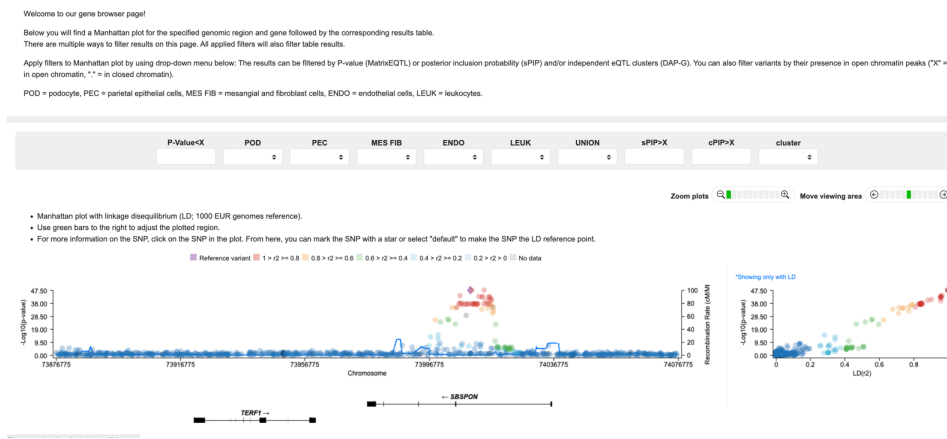 Welcome to our gene browser page!
Below you will find a Manhattan plot for the specified genomic region and gene followed by the corresponding results table.
There are multiple ways to filter results on this page. All applied filters will also filter table results.
Apply filters to Manhattan plot by using drop-down menu below: The results can be filtered by P-value (MatrixEQTL) or posterior inclusion probability (sPIP) and/or independent eQTL clusters (DAP-G). You can also filter variants by their presence in open chromatin peaks ("X" =
in open chromatin, "." = in closed chromatin).
POD = podocyte, PEC = parietal epithelial cells, MES FIB = mesangial and fibroblast cells, ENDO = endothelial cells, LEUK = leukocytes.
P-Value<X POD PEC MES FIB ENDO LEUK UNION sPIP>X cPIP>X cluster
Zoom plots Move viewing area
• Manhattan plot with linkage disequilibrium (LD; 1000 EUR genomes reference).
• Use green bars to the right to adjust the plotted region.
• For more information on the SNP, click on the SNP in the plot. From here, you can mark the SNP with a star or select "default" to make the SNP the LD reference point.
Reference variant 1 > r2 >= 0.8 0.8 > r2 >= 0.6 0.6 > r2 >= 0.4 0.4 > r2 >= 0.2 0.2 > r2 > 0 No data
*Showing only with LD
47.50
38.00
28.50
19.00
9.50
0.00
-Log10(p-value)
100
80
60
40
20
0
Recombination Rate (cM/M
73876775 73916775 73956775 73996775 74036775 74076775
Chromosome
47.50
38.00
28.50
19.00
9.50
0.00
-Log10(p-value)
0 0.2 0.4 0.6 0.8
LD(r2)
← SBSPON
TERF1 →